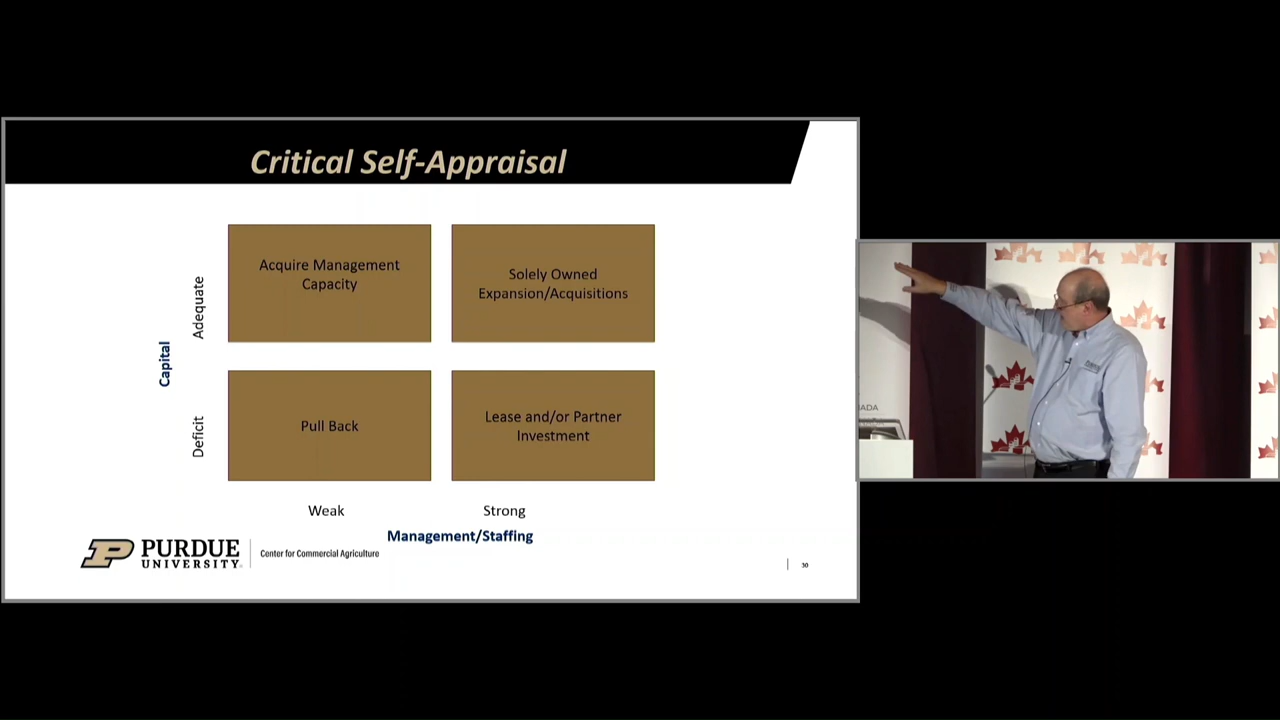 Critical Self-Appraisal
Capital
Adequate
Deficit
Acquire Management
Capacity
Solely Owned
Expansion/Acquisitions
Pull Back
Lease and/or Partner
Investment
Weak
Strong
Management/Staffing
PURDUE
UNIVERSITY
Center for Commercial Agriculture
30
ADA